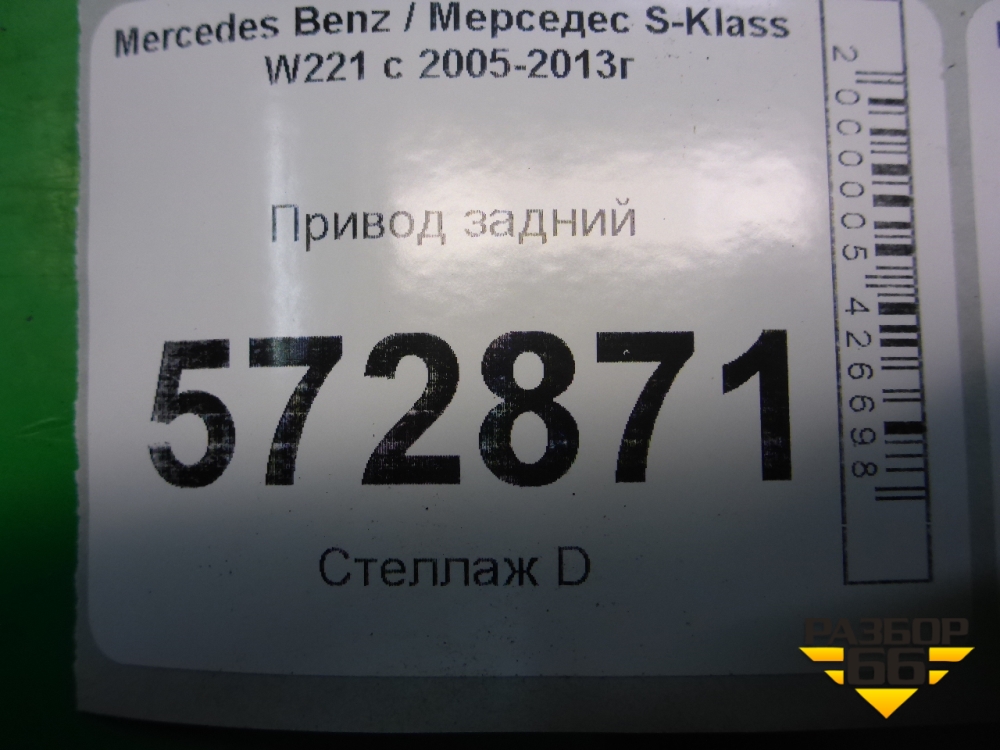 Mercedes Benz / Мерседес S-Klass
W221 с 2005-2013г
Привод задний
572871
Стеллаж D
2000005426698
РАЗБОР
66